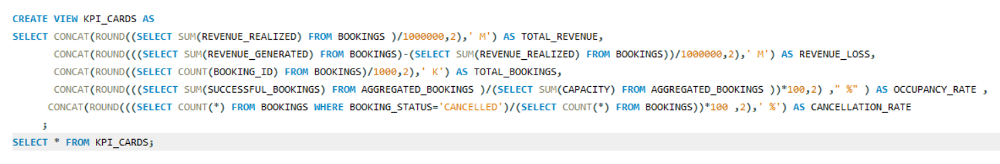 CREATE VIEW KPI_CARDS AS
SELECT CONCAT(ROUND((SELECT SUM(REVENUE_REALIZED) FROM BOOKINGS )/1000000,2),' M') AS TOTAL_REVENUE,
CONCAT(ROUND(((SELECT SUM(REVENUE_GENERATED) FROM BOOKINGS)-(SELECT SUM(REVENUE_REALIZED) FROM BOOKINGS))/1000000,2),' M') AS REVENUE_LOSS,
CONCAT(ROUND((SELECT COUNT(BOOKING_ID) FROM BOOKINGS)/1000,2),' K') AS TOTAL_BOOKINGS,
CONCAT(ROUND(((SELECT SUM(SUCCESSFUL_BOOKINGS) FROM AGGREGATED_BOOKINGS )/(SELECT SUM(CAPACITY) FROM AGGREGATED_BOOKINGS ))*100,2) ," %" ) AS OCCUPANCY_RATE ,
CONCAT(ROUND(((SELECT COUNT(*) FROM BOOKINGS WHERE BOOKING_STATUS='CANCELLED')/(SELECT COUNT(*) FROM BOOKINGS))*100 ,2),' %') AS CANCELLATION_RATE
;
SELECT * FROM KPI_CARDS;